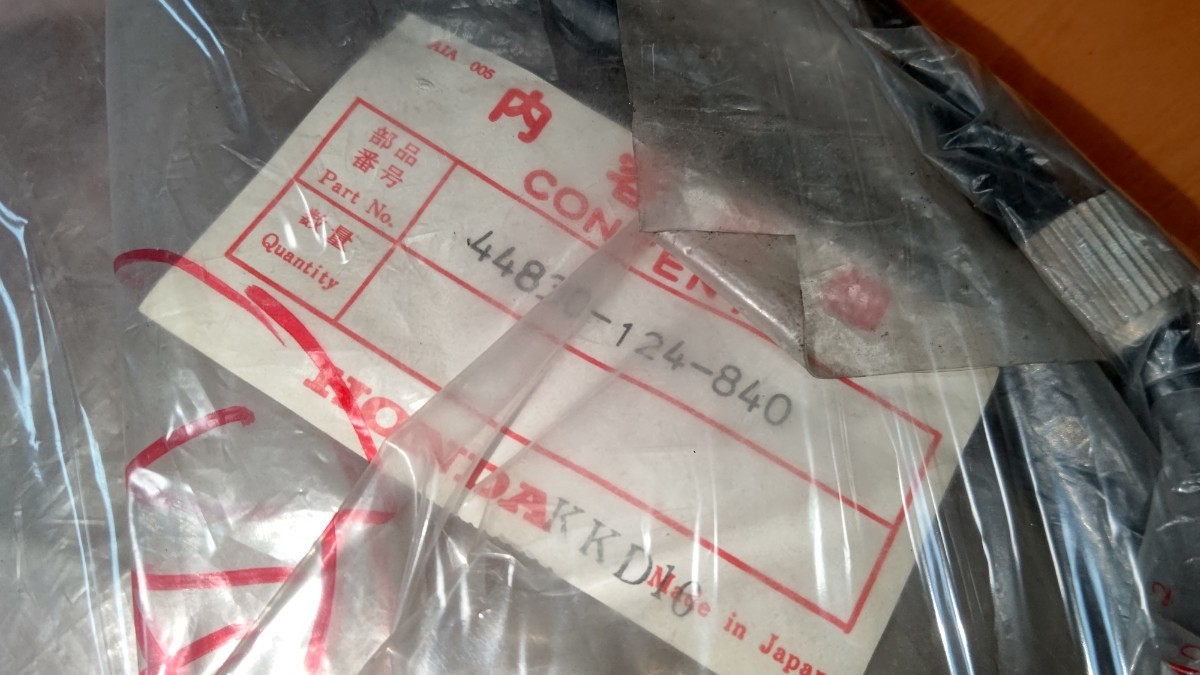 AIA 005
内
CONTENT
部品
番号
Part No.
44830-124-840
数量
Quantity
HONDA
KKD16
Made in Japan